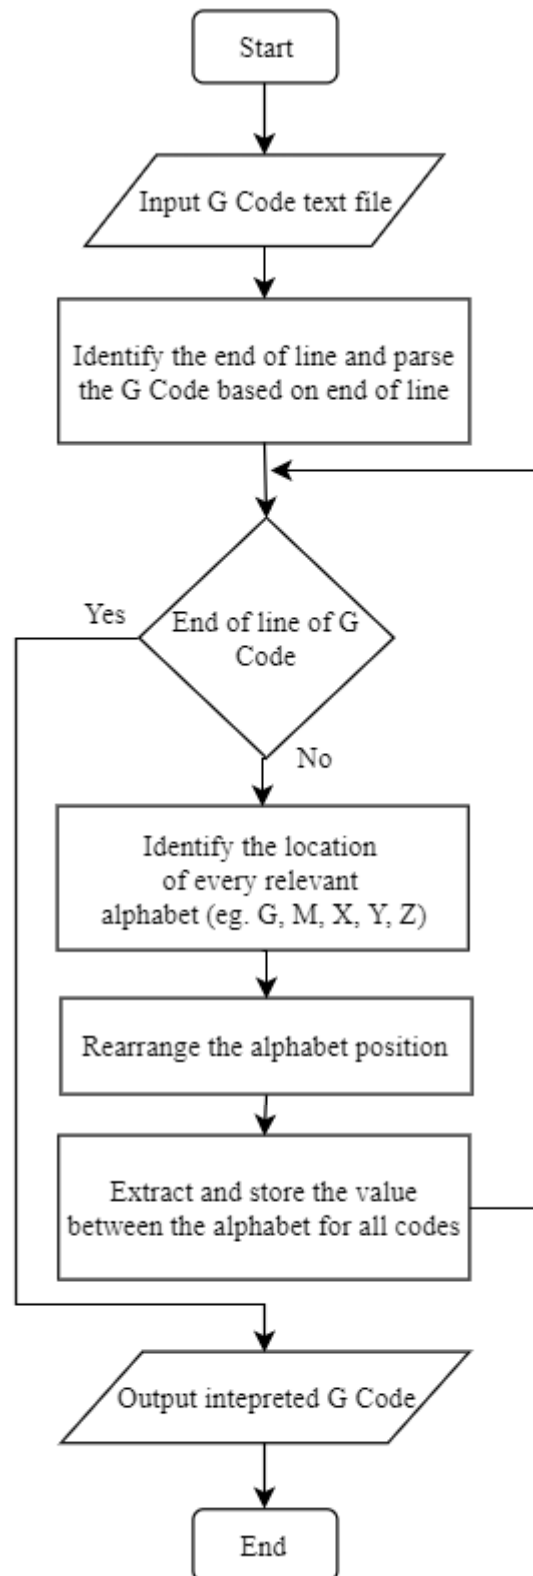 Start
Input G Code text file
Identify the end of line and parse
the G Code based on end of line
Yes
End of line of G
Code
No
Identify the location
of every relevant
alphabet (eg. G, M, X, Y, Z)
Rearrange the alphabet position
Extract and store the value
between the alphabet for all codes
Output intepreted G Code
End